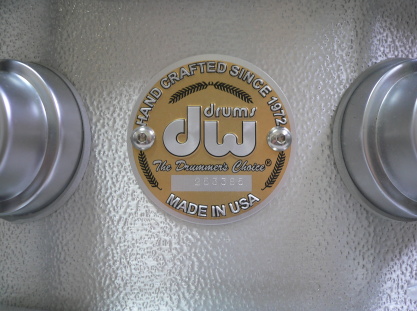 HAND CRAFTED SINCE 1972
drums
dw
The Drummer's Choice®
MADE IN USA